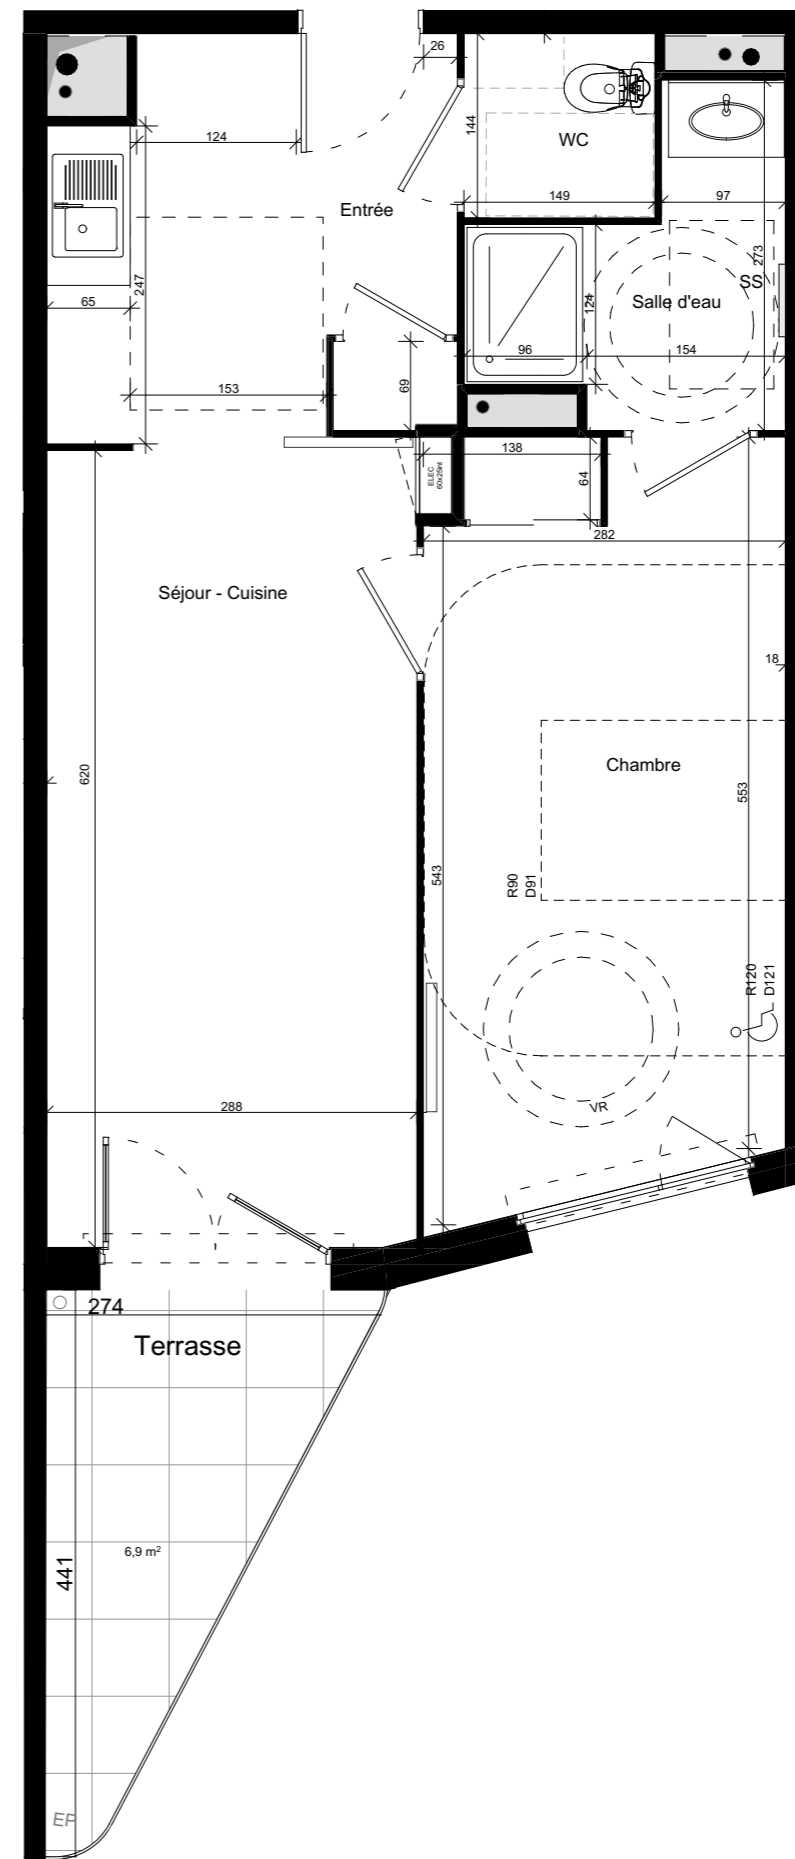 26
144
WC
124
149
97
Entrée
273
SS
247
Salle d'eau
124
65
96
154
153
69
138
ELEC
60x25int
64
282
Séjour - Cuisine
18
Chambre
620
553
543
R90
D91
R120
D121
288
VR
274
Terrasse
6,9 m²
441
EP